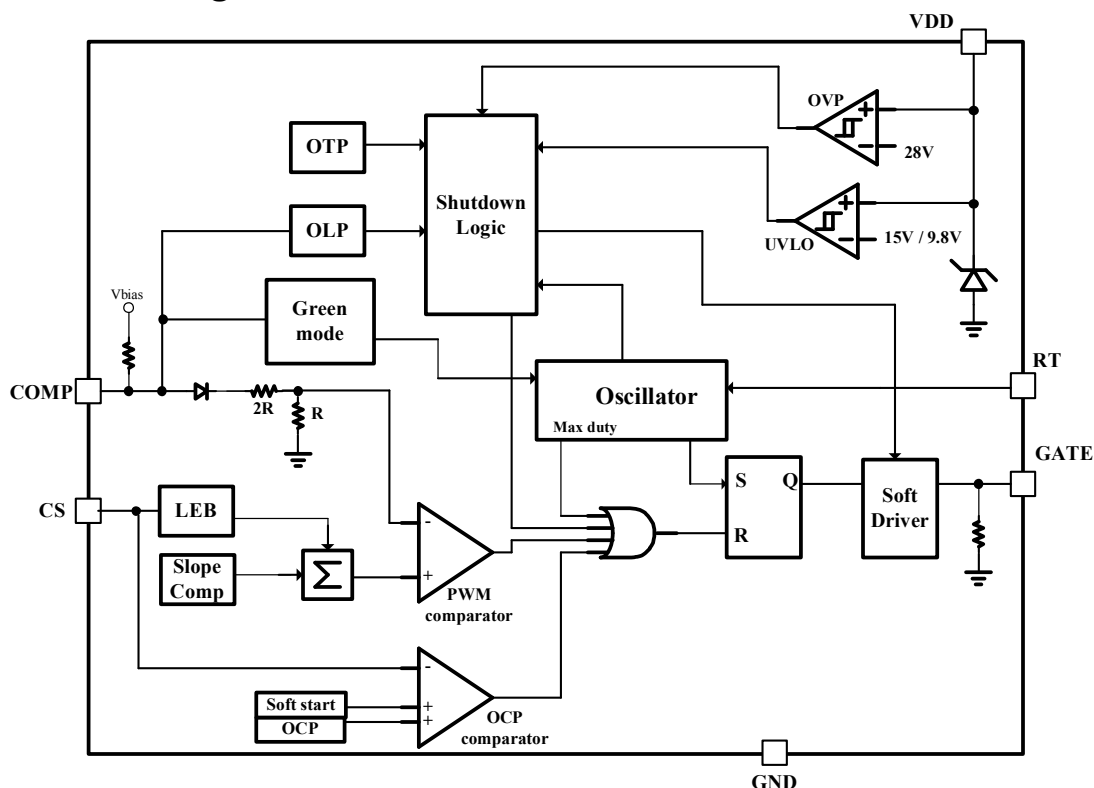 VDD
OVP
+
-
28V
OTP
Shutdown
Logic
OLP
+
-
UVLO
15V / 9.8V
Vbias
Green
mode
RT
COMP
2R
R
Oscillator
Max duty
GATE
CS
LEB
-
S
Q
R
Soft
Driver
Slope
Comp
Σ
+
PWM
comparator
-
Soft start
+
OCP
+
OCP
comparator
GND